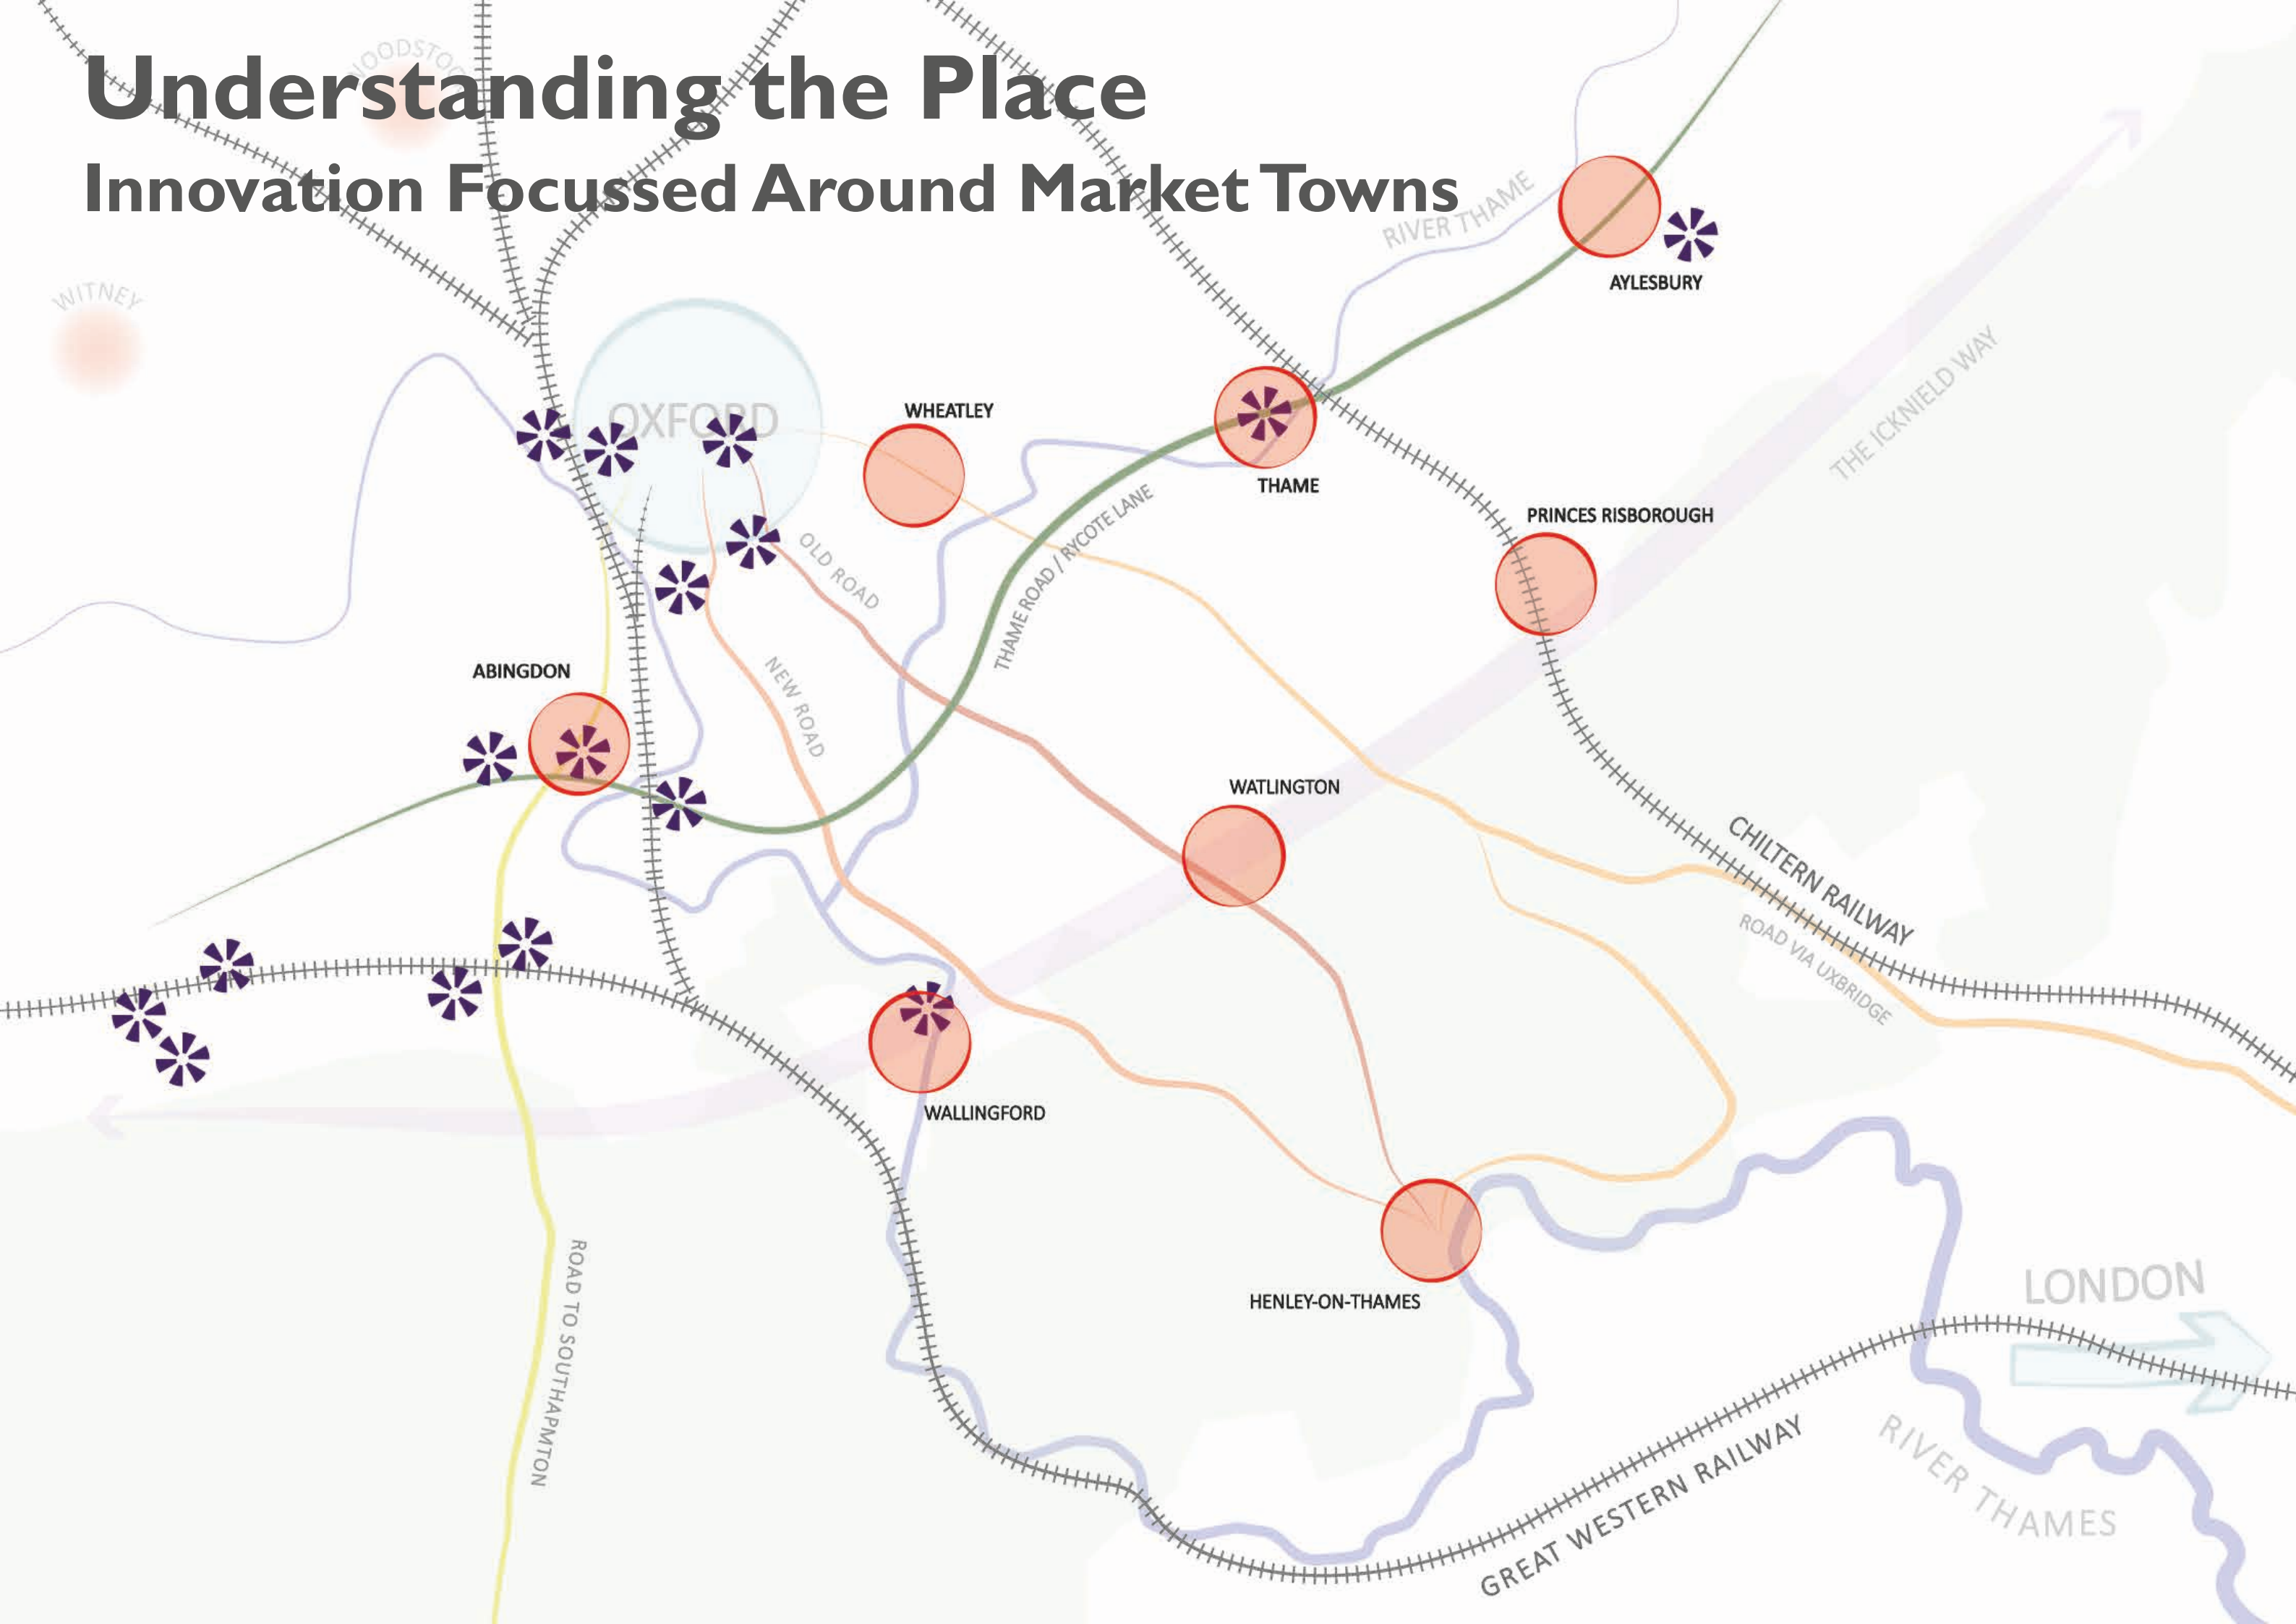 Understanding the Place
Innovation Focussed Around Market Towns
WOODSTOCK
WITNEY
RIVER THAME
AYLESBURY
THE ICKNIELD WAY
OXFORD
WHEATLEY
THAME
PRINCES RISBOROUGH
THAME ROAD / RYCOTE LANE
OLD ROAD
NEW ROAD
ABINGDON
WATLINGTON
CHILTERN RAILWAY
ROAD VIA UXBRIDGE
WALLINGFORD
ROAD TO SOUTHAPMTON
HENLEY-ON-THAMES
LONDON
RIVER THAMES
GREAT WESTERN RAILWAY